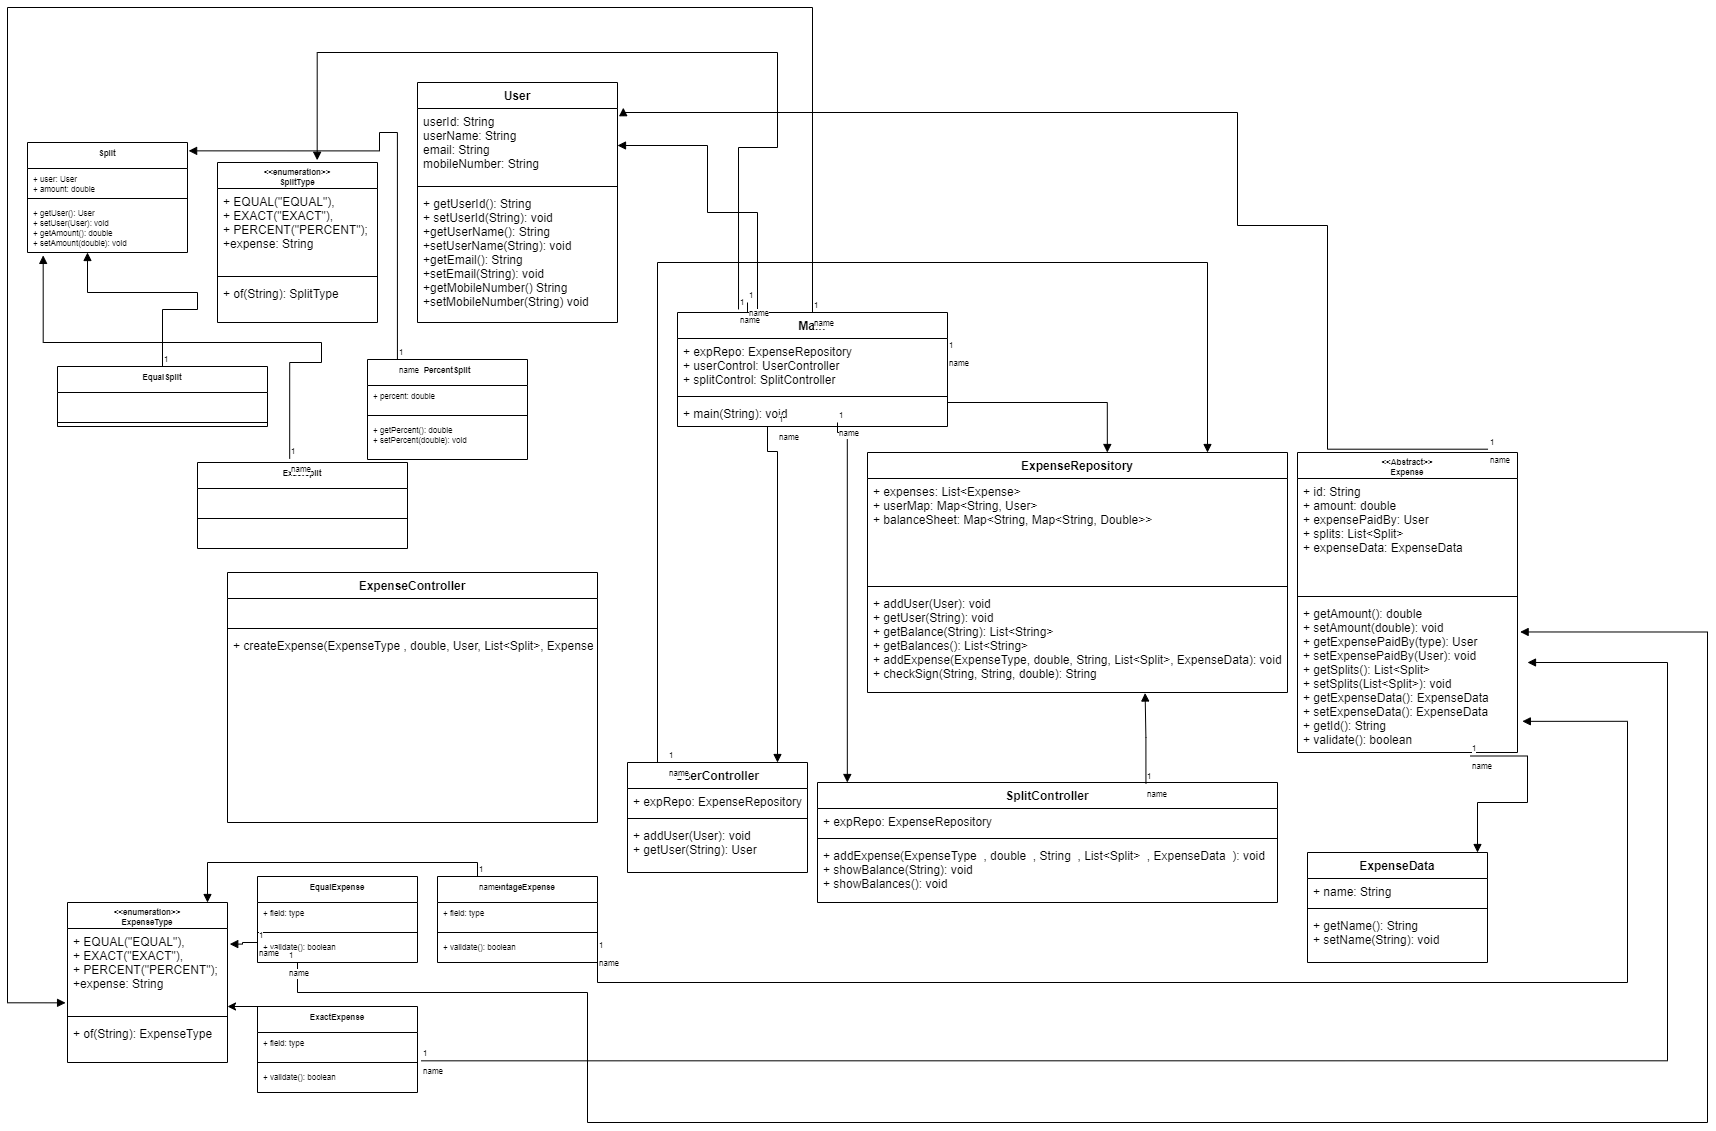 User
userId: String
userName: String
email: String
mobileNumber: String
+ getUserId(): String
+ setUserId(String): void
+getUserName(): String
+setUserName(String): void
+getEmail(): String
+setEmail(String): void
+getMobileNumber() String
+setMobileNumber(String) void
Split
+ user: User
+ amount: double
+ getUser(): User
+ setUser(User): void
+ getAmount(): double
+ setAmount(double): void
<<enumeration>>
SplitType
+ EQUAL("EQUAL"),
+ EXACT("EXACT"),
+ PERCENT("PERCENT");
+expense: String
+ of(String): SplitType
1
EqualSplit
1
name PercentSplit
+ percent: double
+ getPercent(): double
+ setPercent(double): void
1
name
1
name
1
name
1
name
1
name
+ expRepo: ExpenseRepository
+ userControl: UserController
+ splitControl: SplitController
+ main(String): void
name
1
name
ExpenseRepository
+ expenses: List<Expense>
+ userMap: Map<String, User>
+ balanceSheet: Map<String, Map<String, Double>>
+ addUser(User): void
+ getUser(String): void
+ getBalance(String): List<String>
+ getBalances(): List<String>
+ addExpense(ExpenseType, double, String, List<Split>, ExpenseData): void
+ checkSign(String, String, double): String
1
name
<<Abstract>>
Expense
+ id: String
+ amount: double
+ expensePaidBy: User
+ splits: List<Split>
+ expenseData: ExpenseData
+ getAmount(): double
+ setAmount(double): void
+ getExpensePaidBy(type): User
+ setExpensePaidBy(User): void
+ getSplits(): List<Split>
+ setSplits(List<Split>): void
+ getExpenseData(): ExpenseData
+ setExpenseData(): ExpenseData
+ getId(): String
+ validate(): boolean
1
name
ExpenseController
+ createExpense(ExpenseType , double, User, List<Split>, Expense
1
name
UserController
+ expRepo: ExpenseRepository
+ addUser(User): void
+ getUser(String): User
1
name
SplitController
+ expRepo: ExpenseRepository
+ addExpense(ExpenseType , double , String , List<Split> , ExpenseData ): void
+ showBalance(String): void
+ showBalances(): void
ExpenseData
+ name: String
+ getName(): String
+ setName(String): void
<<enumeration>>
ExpenseType
+ EQUAL("EQUAL"),
+ EXACT("EXACT"),
+ PERCENT("PERCENT");
+expense: String
+ of(String): ExpenseType
EqualExpense
+ field: type
+ validate(): boolean
1
name
1
name
1
name
+ field: type
+ validate(): boolean
1
name
ExactExpense
+ field: type
+ validate(): boolean
1
name